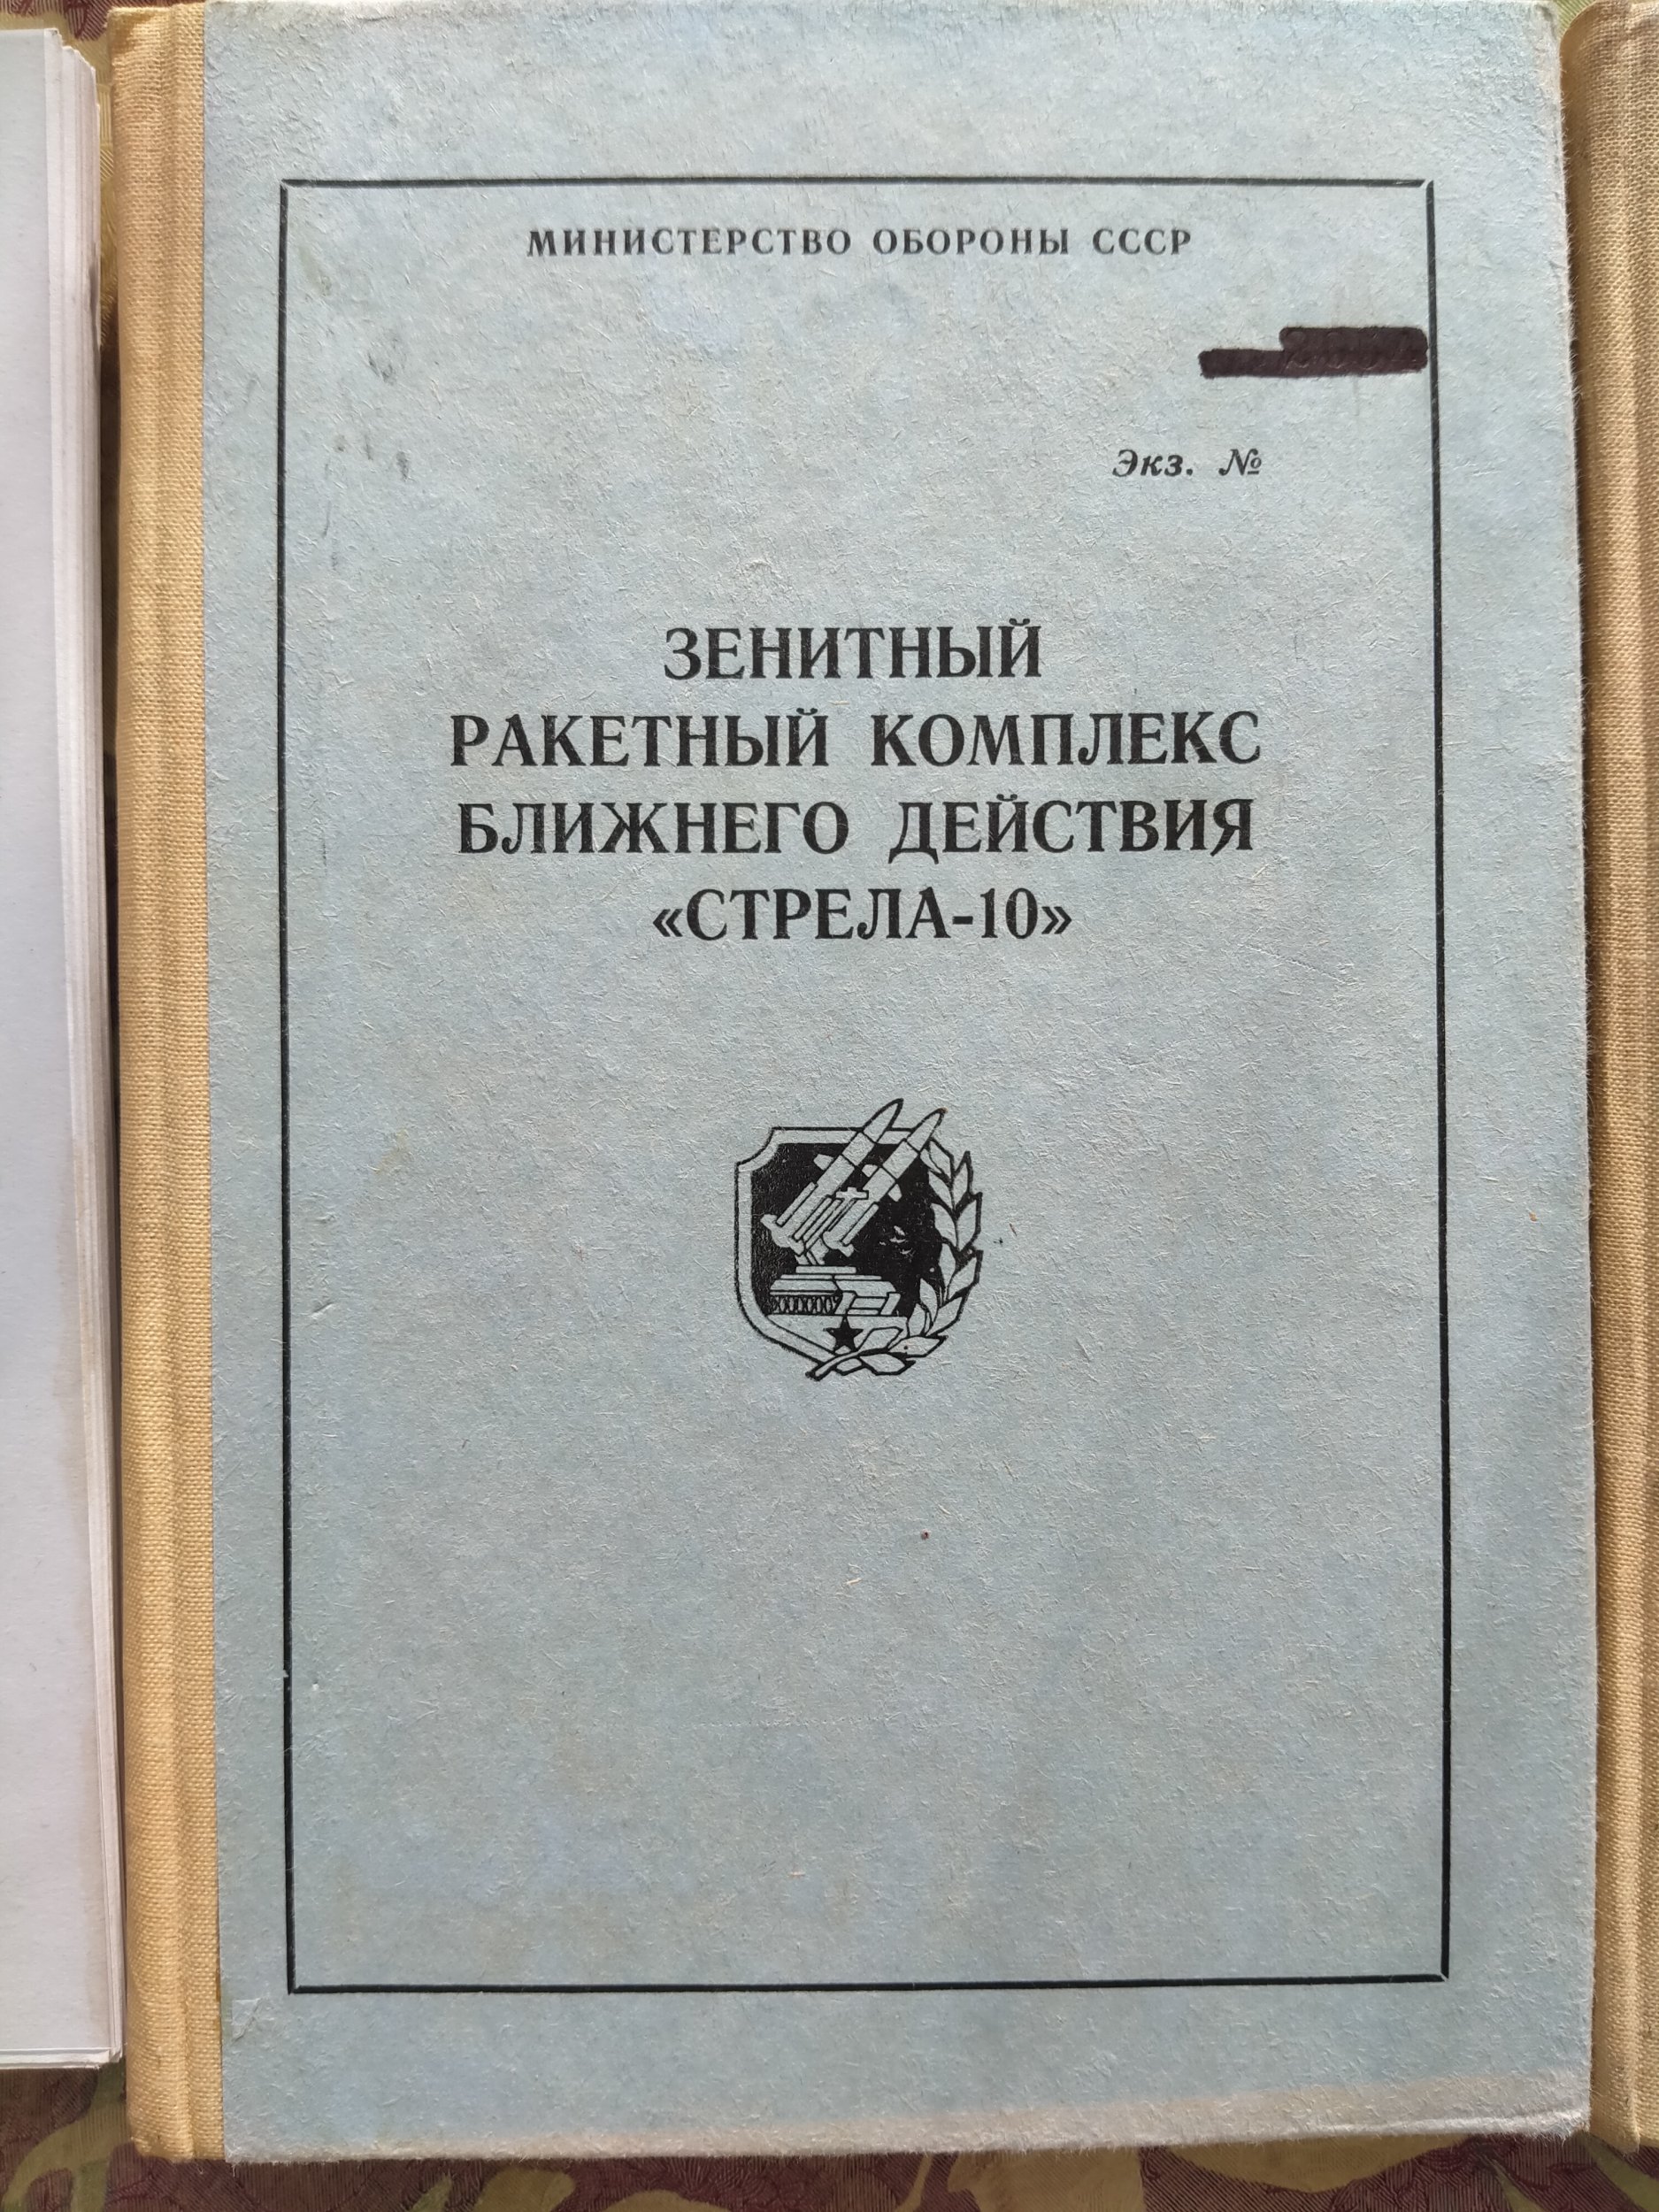 МИНИСТЕРСТВО ОБОРОНЫ СССР
Экз. №
ЗЕНИТНЫЙ
РАКЕТНЫЙ КОМПЛЕКС
БЛИЖНЕГО ДЕЙСТВИЯ
«СТРЕЛА-10»